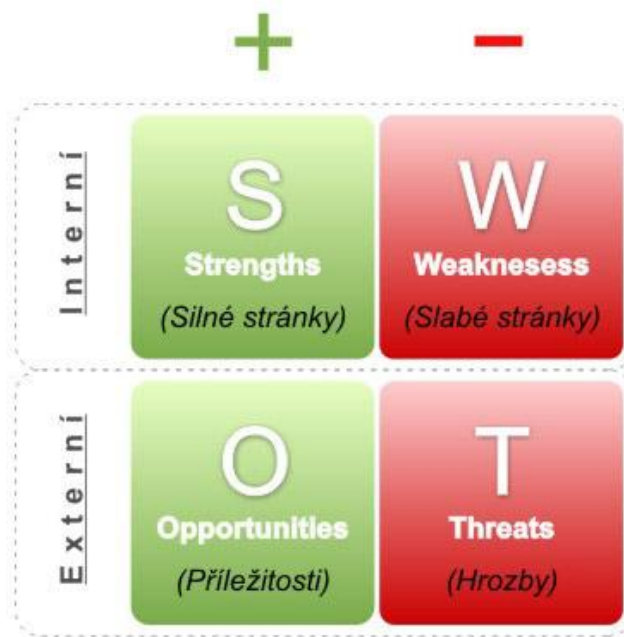 + −
Interní
S
Strengths
(Silné stránky)
W
Weaknesess
(Slabé stránky)
Externí
O
Opportunities
(Příležitosti)
T
Threats
(Hrozby)